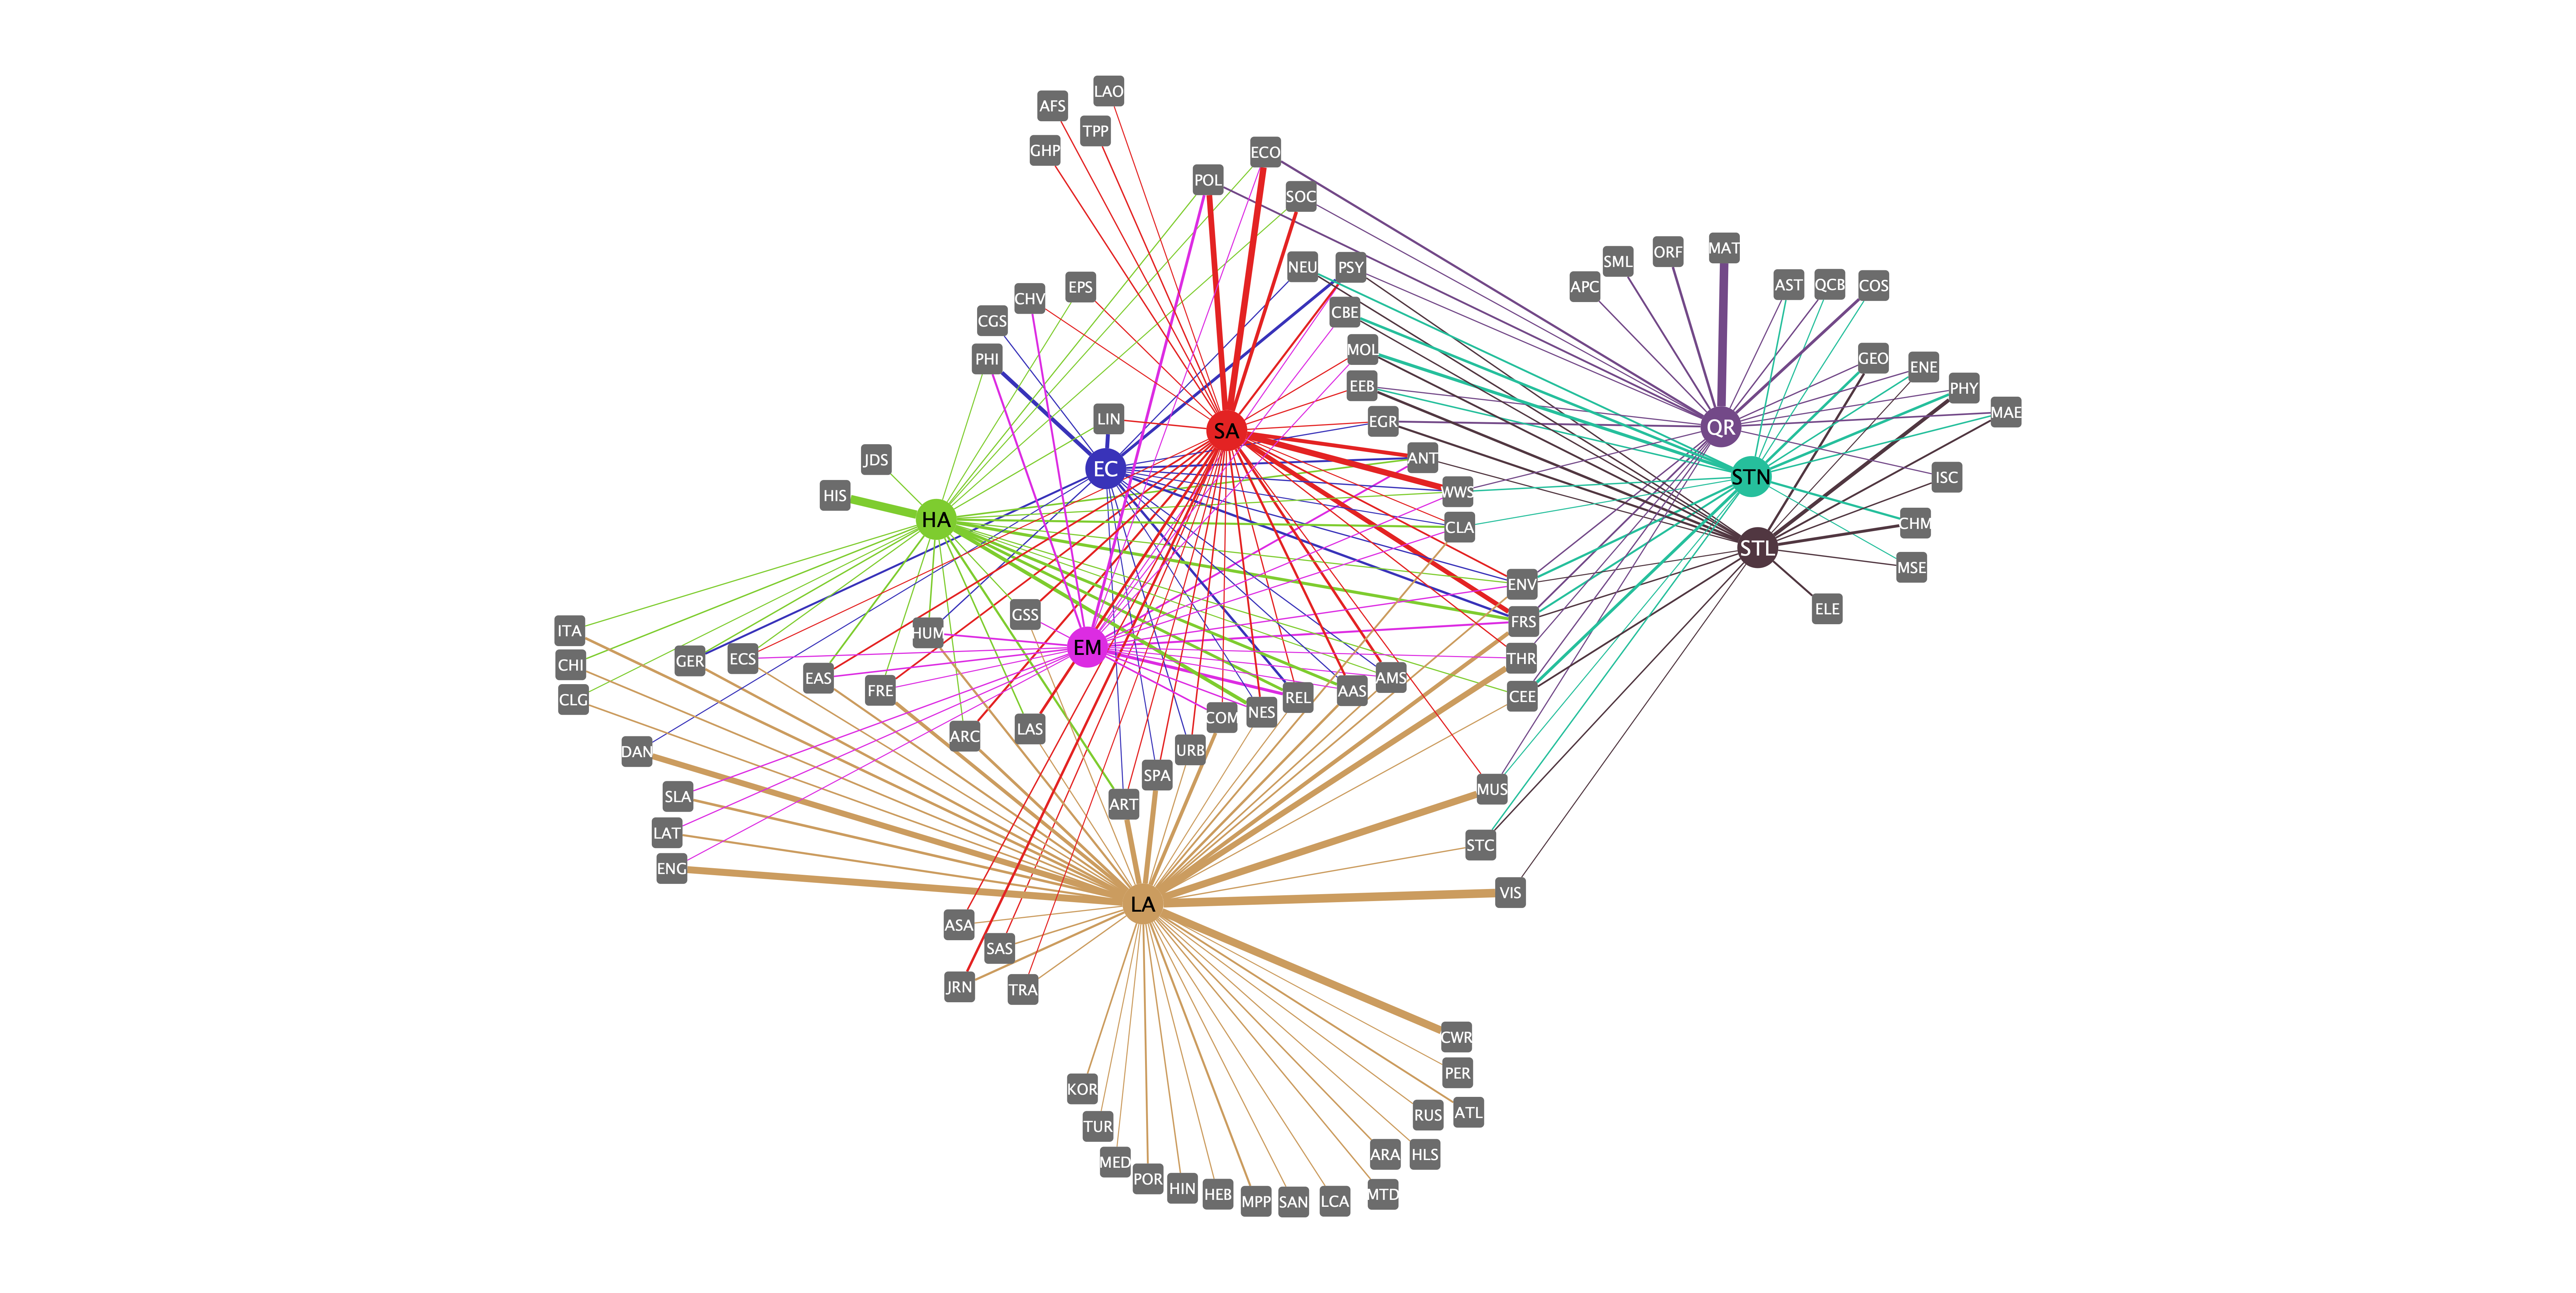 LAO
AFS
TPP
GHP
ECO
POL
SOC
MAT
ORF
SML
NEU
PSY
APC
AST
QCB
COS
EPS
CHV
CBE
CGS
MOL
PHI
GEO
ENE
EEB
PHY
MAE
LIN
EGR
QR
SA
ANT
JDS
EC
STN
ISC
HIS
WWS
HA
CLA
CHM
STL
MSE
ENV
ELE
GSS
FRS
ITA
HUM
EM
CHI
GER
ECS
THR
EAS
AMS
FRE
AAS
CLG
REL
CEE
NES
COM
LAS
ARC
DAN
URB
SPA
MUS
SLA
ART
LAT
STC
ENG
VIS
LA
ASA
SAS
JRN
TRA
CWR
PER
KOR
ATL
RUS
TUR
ARA
HLS
MED
POR
HIN
HEB
MTD
MPP
SAN
LCA